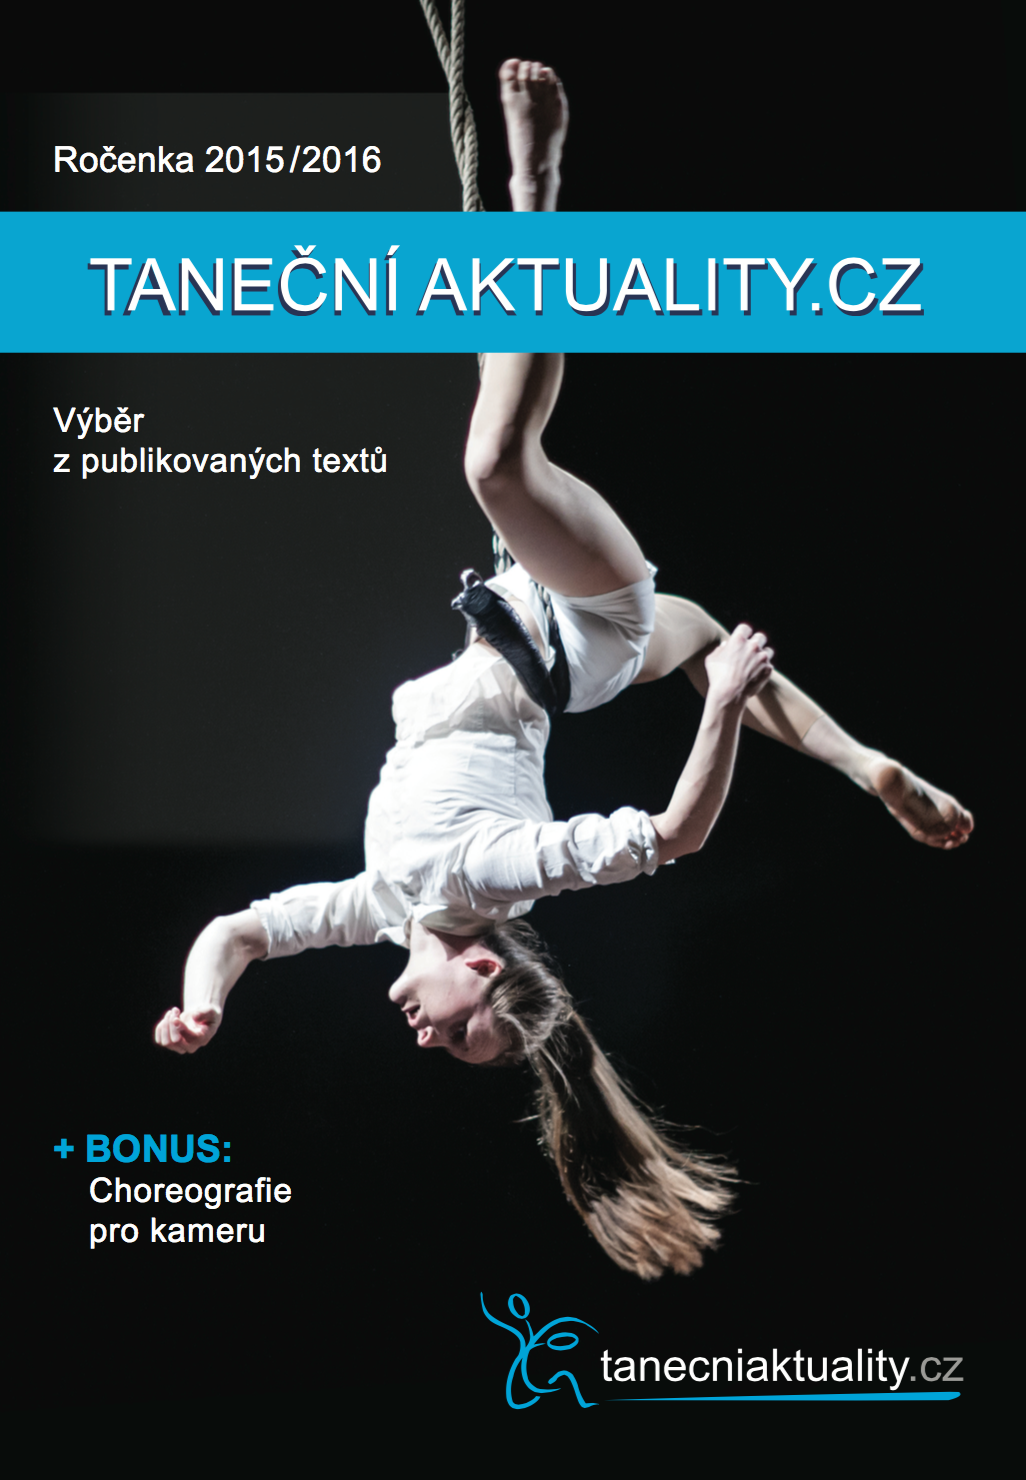 Ročenka 2015/2016
TANEČNÍ AKTUALITY.CZ
Výběr
z publikovaných textů
+ BONUS:
Choreografie
pro kameru
tanecniaktuality.cz